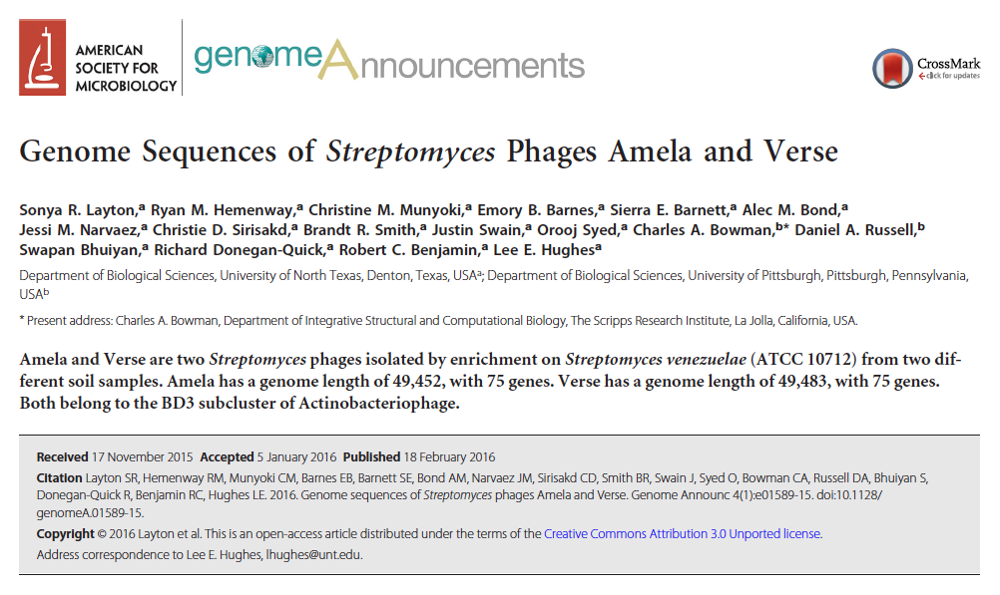 AMERICAN
SOCIETY FOR
MICROBIOLOGY
genomeAnnouncements
CrossMark
click for updates
Genome Sequences of Streptomyces Phages Amela and Verse
Sonya R. Layton,ᵃ Ryan M. Hemenway,ᵃ Christine M. Munyoki,ᵃ Emory B. Barnes,ᵃ Sierra E. Barnett,ᵃ Alec M. Bond,ᵃ
Jessi M. Narvaez,ᵃ Christie D. Sirisakd,ᵃ Brandt R. Smith,ᵃ Justin Swain,ᵃ Orooj Syed,ᵃ Charles A. Bowman,ᵇ* Daniel A. Russell,ᵇ
Swapan Bhuiyan,ᵃ Richard Donegan-Quick,ᵃ Robert C. Benjamin,ᵃ Lee E. Hughesᵃ
Department of Biological Sciences, University of North Texas, Denton, Texas, USAᵃ; Department of Biological Sciences, University of Pittsburgh, Pittsburgh, Pennsylvania,
USAᵇ
* Present address: Charles A. Bowman, Department of Integrative Structural and Computational Biology, The Scripps Research Institute, La Jolla, California, USA.
Amela and Verse are two Streptomyces phages isolated by enrichment on Streptomyces venezuelae (ATCC 10712) from two dif-
ferent soil samples. Amela has a genome length of 49,452, with 75 genes. Verse has a genome length of 49,483, with 75 genes.
Both belong to the BD3 subcluster of Actinobacteriophage.
Received 17 November 2015 Accepted 5 January 2016 Published 18 February 2016
Citation Layton SR, Hemenway RM, Munyoki CM, Barnes EB, Barnett SE, Bond AM, Narvaez JM, Sirisakd CD, Smith BR, Swain J, Syed O, Bowman CA, Russell DA, Bhuiyan S,
Donegan-Quick R, Benjamin RC, Hughes LE. 2016. Genome sequences of Streptomyces phages Amela and Verse. Genome Announc 4(1):e01589-15. doi:10.1128/
genomeA.01589-15.
Copyright © 2016 Layton et al. This is an open-access article distributed under the terms of the Creative Commons Attribution 3.0 Unported license.
Address correspondence to Lee E. Hughes, lhughes@unt.edu.